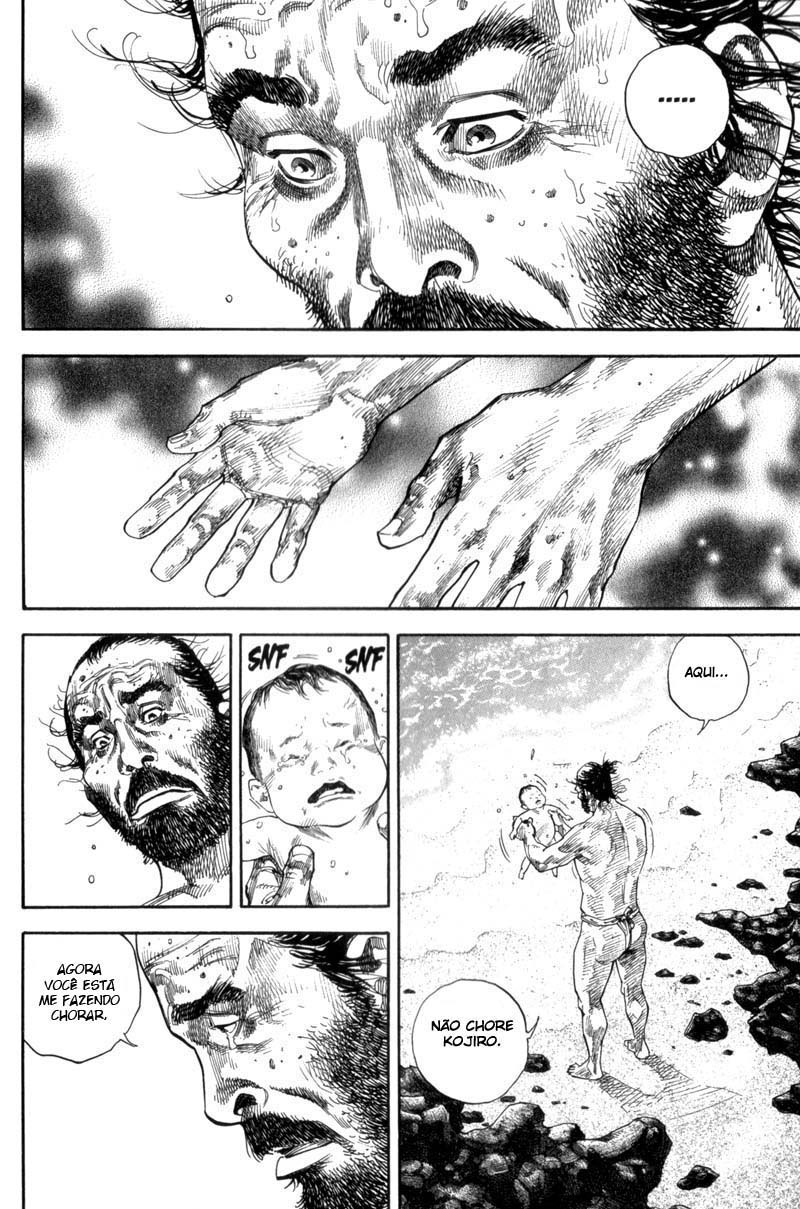 .....
AQUI...
NÃO CHORE
KOJIRO.
SNF
SNF
AGORA
VOCÊ ESTÁ
ME FAZENDO
CHORAR.